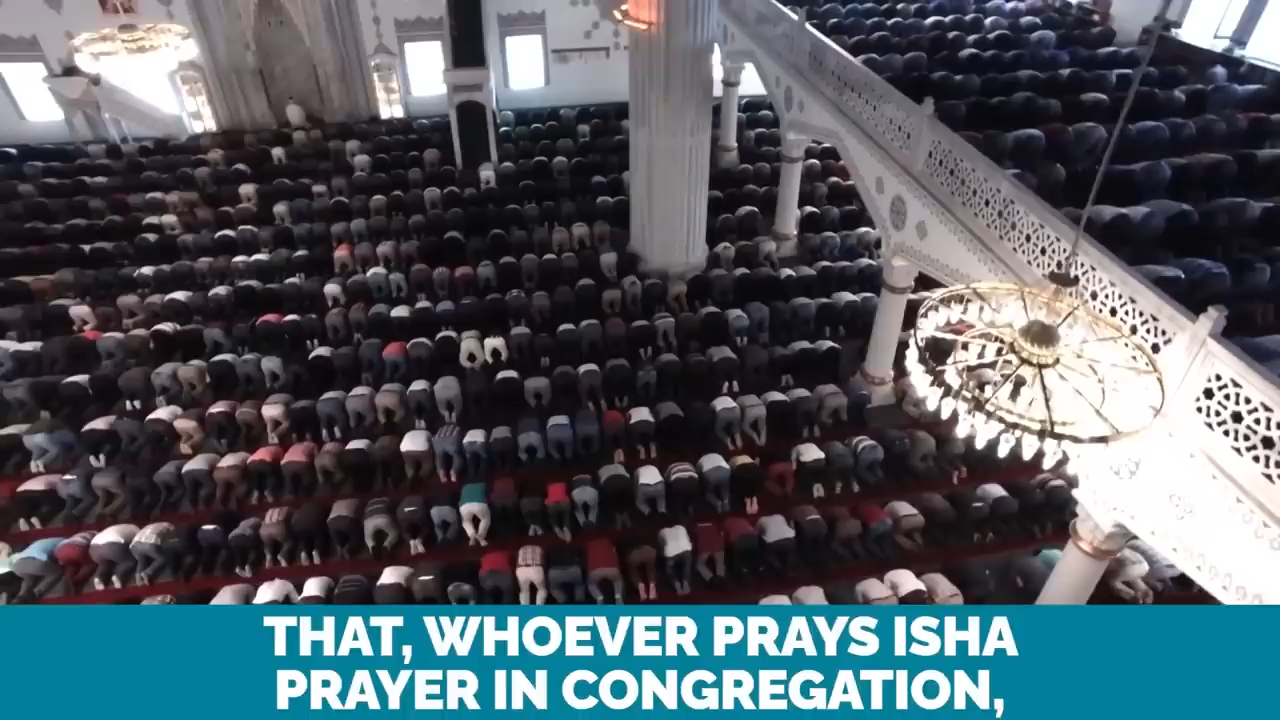 THAT, WHOEVER PRAYS ISHA
PRAYER IN CONGREGATION,